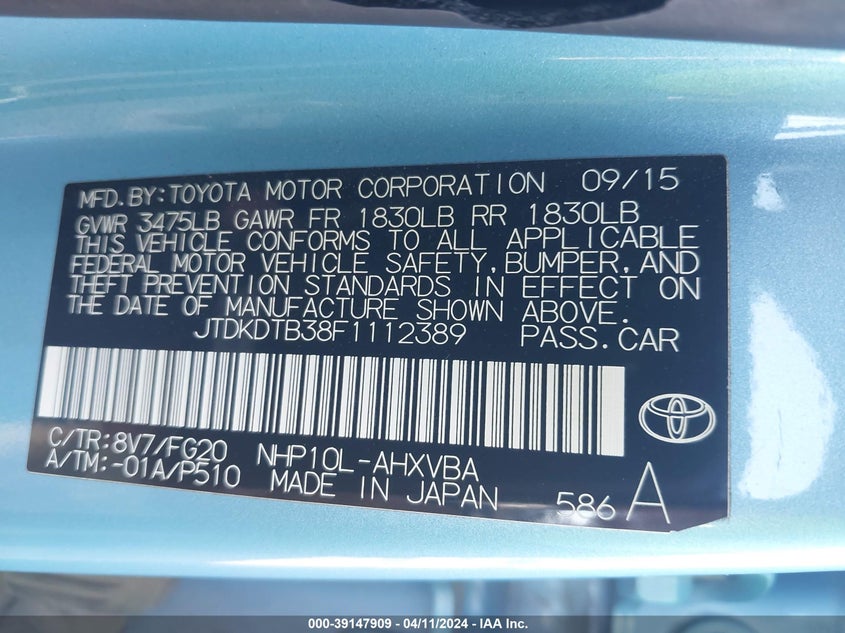 MFD.BY:TOYOTA MOTOR CORPORATION 09/15
GVWR 3475LB GAWR FR 1830LB RR 1830LB
THIS VEHICLE CONFORMS TO ALL APPLICABLE
FEDERAL MOTOR VEHICLE SAFETY,BUMPER,AND
THEFT PREVENTION STANDARDS IN EFFECT ON
THE DATE OF MANUFACTURE SHOWN ABOVE.
JTDKDTB38F1112389 PASS.CAR
C/TR:8V7/FG20 NHP10L-AHXVBA
A/TM:-01A/P510 MADE IN JAPAN 586 A
000-39147909 - 04/11/2024 - IAA Inc.